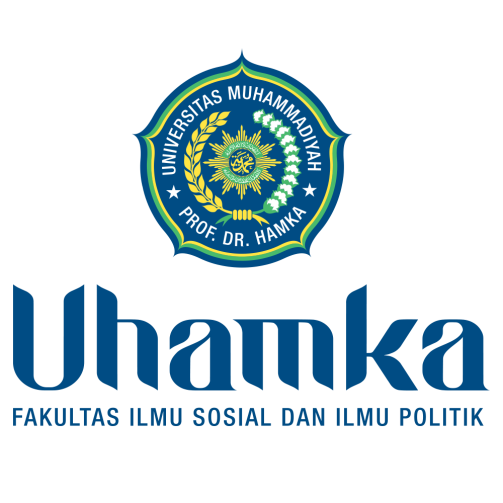 UNIVERSITAS MUHAMMADIYAH
PROF. DR. HAMKA
Uhamka
FAKULTAS ILMU SOSIAL DAN ILMU POLITIK